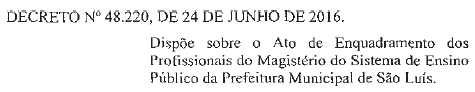 DECRETO Nº 48.220, DE 24 DE JUNHO DE 2016.
Dispõe sobre o Ato de Enquadramento dos
Profissionais do Magistério do Sistema de Ensino
Público da Prefeitura Municipal de São Luís.